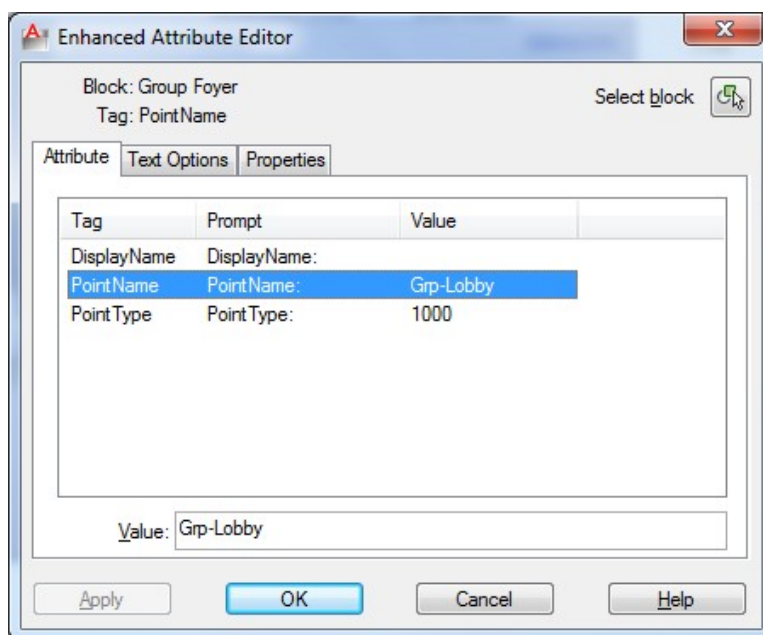 Enhanced Attribute Editor
Block: Group Foyer
Select block
Tag: PointName
Attribute Text Options Properties
Tag Prompt Value
DisplayName DisplayName:
PointName PointName: Grp-Lobby
PointType PointType: 1000
Value: Grp-Lobby
Apply OK Cancel Help